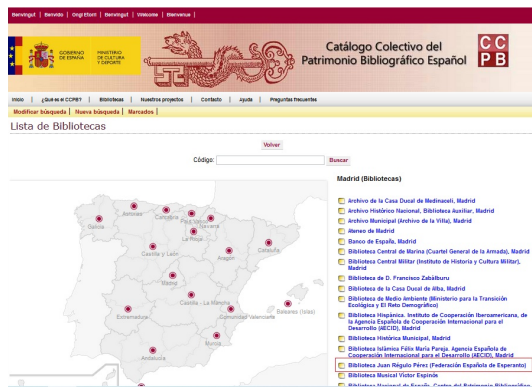 Benvingut | Benvido | Ongi Etorri | Benvingut | Welcome | Bienvenue |
GOBIERNO DE ESPAÑA
MINISTERIO DE CULTURA Y DEPORTE
Catálogo Colectivo del
Patrimonio Bibliográfico Español
CC
PB
Inicio | ¿Qué es el CCPB? | Bibliotecas | Nuestros proyectos | Contacto | Ayuda | Preguntas frecuentes
Modificar búsqueda | Nueva búsqueda | Marcados |
Lista de Bibliotecas
Volver
Código: Buscar
Madrid (Bibliotecas)
Archivo de la Casa Ducal de Medinaceli, Madrid
Archivo Histórico Nacional, Biblioteca Auxiliar, Madrid
Archivo Municipal (Archivo de la Villa), Madrid
Ateneo de Madrid
Banco de España, Madrid
Biblioteca Central de Marina (Cuartel General de la Armada), Madrid
Biblioteca Central Militar (Instituto de Historia y Cultura Militar),
Madrid
Biblioteca de D. Francisco Zabálburu
Biblioteca de la Casa Ducal de Alba, Madrid
Biblioteca de Medio Ambiente (Ministerio para la Transición
Ecológica y El Reto Demográfico)
Biblioteca Hispánica. Instituto de Cooperación Iberoamericana, de
la Agencia Española de Cooperación Internacional para el
Desarrollo (AECID), Madrid
Biblioteca Histórica Municipal, Madrid
Biblioteca Islámica Félix María Pareja. Agencia Española de
Cooperación Internacional para el Desarrollo (AECID), Madrid
Biblioteca Juan Régulo Pérez (Federación Española de Esperanto)
Biblioteca Musical Víctor Espinós
Biblioteca Nacional de España. Centro del Patrimonio Bibliográfico
Galicia
Asturias
Cantabria
País Vasco
Navarra
La Rioja
Castilla y León
Aragón
Cataluña
Madrid
Extremadura
Castilla - La Mancha
Comunidad Valenciana
Baleares (Islas)
Murcia
Andalucía